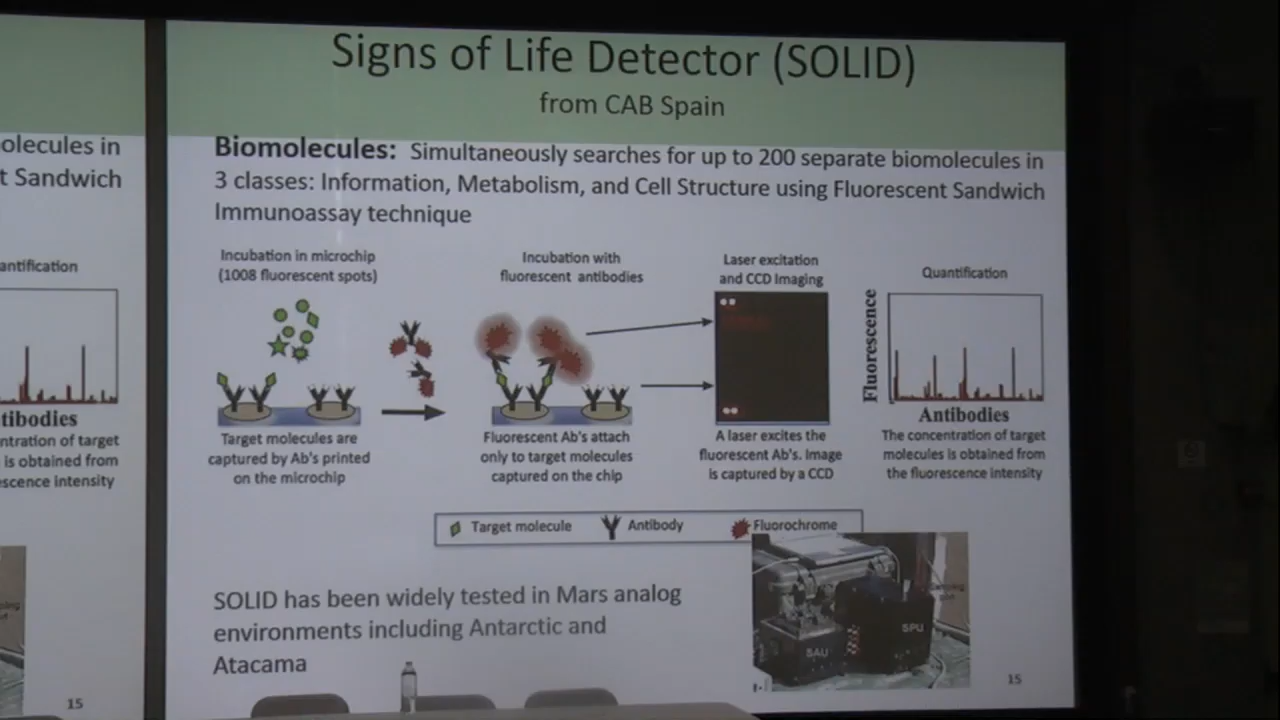 Signs of Life Detector (SOLID)
from CAB Spain
Biomolecules: Simultaneously searches for up to 200 separate biomolecules in
3 classes: Information, Metabolism, and Cell Structure using Fluorescent Sandwich
Immunoassay technique
Incubation in microchip
(1008 fluorescent spots)
Incubation with
fluorescent antibodies
Laser excitation
and CCD Imaging
Quantification
Fluorescence
Antibodies
Target molecules are
captured by Ab's printed
on the microchip
Fluorescent Ab's attach
only to target molecules
captured on the chip
A laser excites the
fluorescent Ab's. Image
is captured by a CCD
The concentration of target
molecules is obtained from
the fluorescence intensity
Target molecule
Antibody
Fluorochrome
SOLID has been widely tested in Mars analog
environments including Antarctic and
Atacama
SAU
SPU
15
olecules in
t Sandwich
antification
tibodies
ntration of target
is obtained from
scence intensity
15